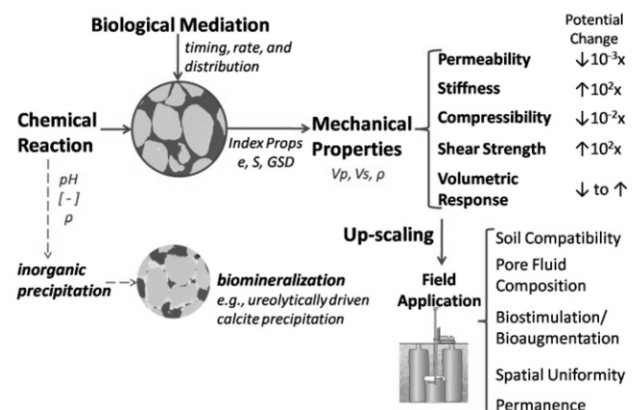 Biological Mediation
timing, rate, and
distribution
Chemical
Reaction
Index Props
e, S, GSD
Mechanical
Properties
Vp, Vs, ρ
Potential
Change
Permeability ↓10⁻³x
Stiffness ↑10²x
Compressibility ↓10⁻²x
Shear Strength ↑10²x
Volumetric
Response ↓ to ↑
pH
[-]
ρ
inorganic
precipitation
biomineralization
e.g., ureolytically driven
calcite precipitation
Up-scaling
Field
Application
Soil Compatibility
Pore Fluid
Composition
Biostimulation/
Bioaugmentation
Spatial Uniformity
Permanence